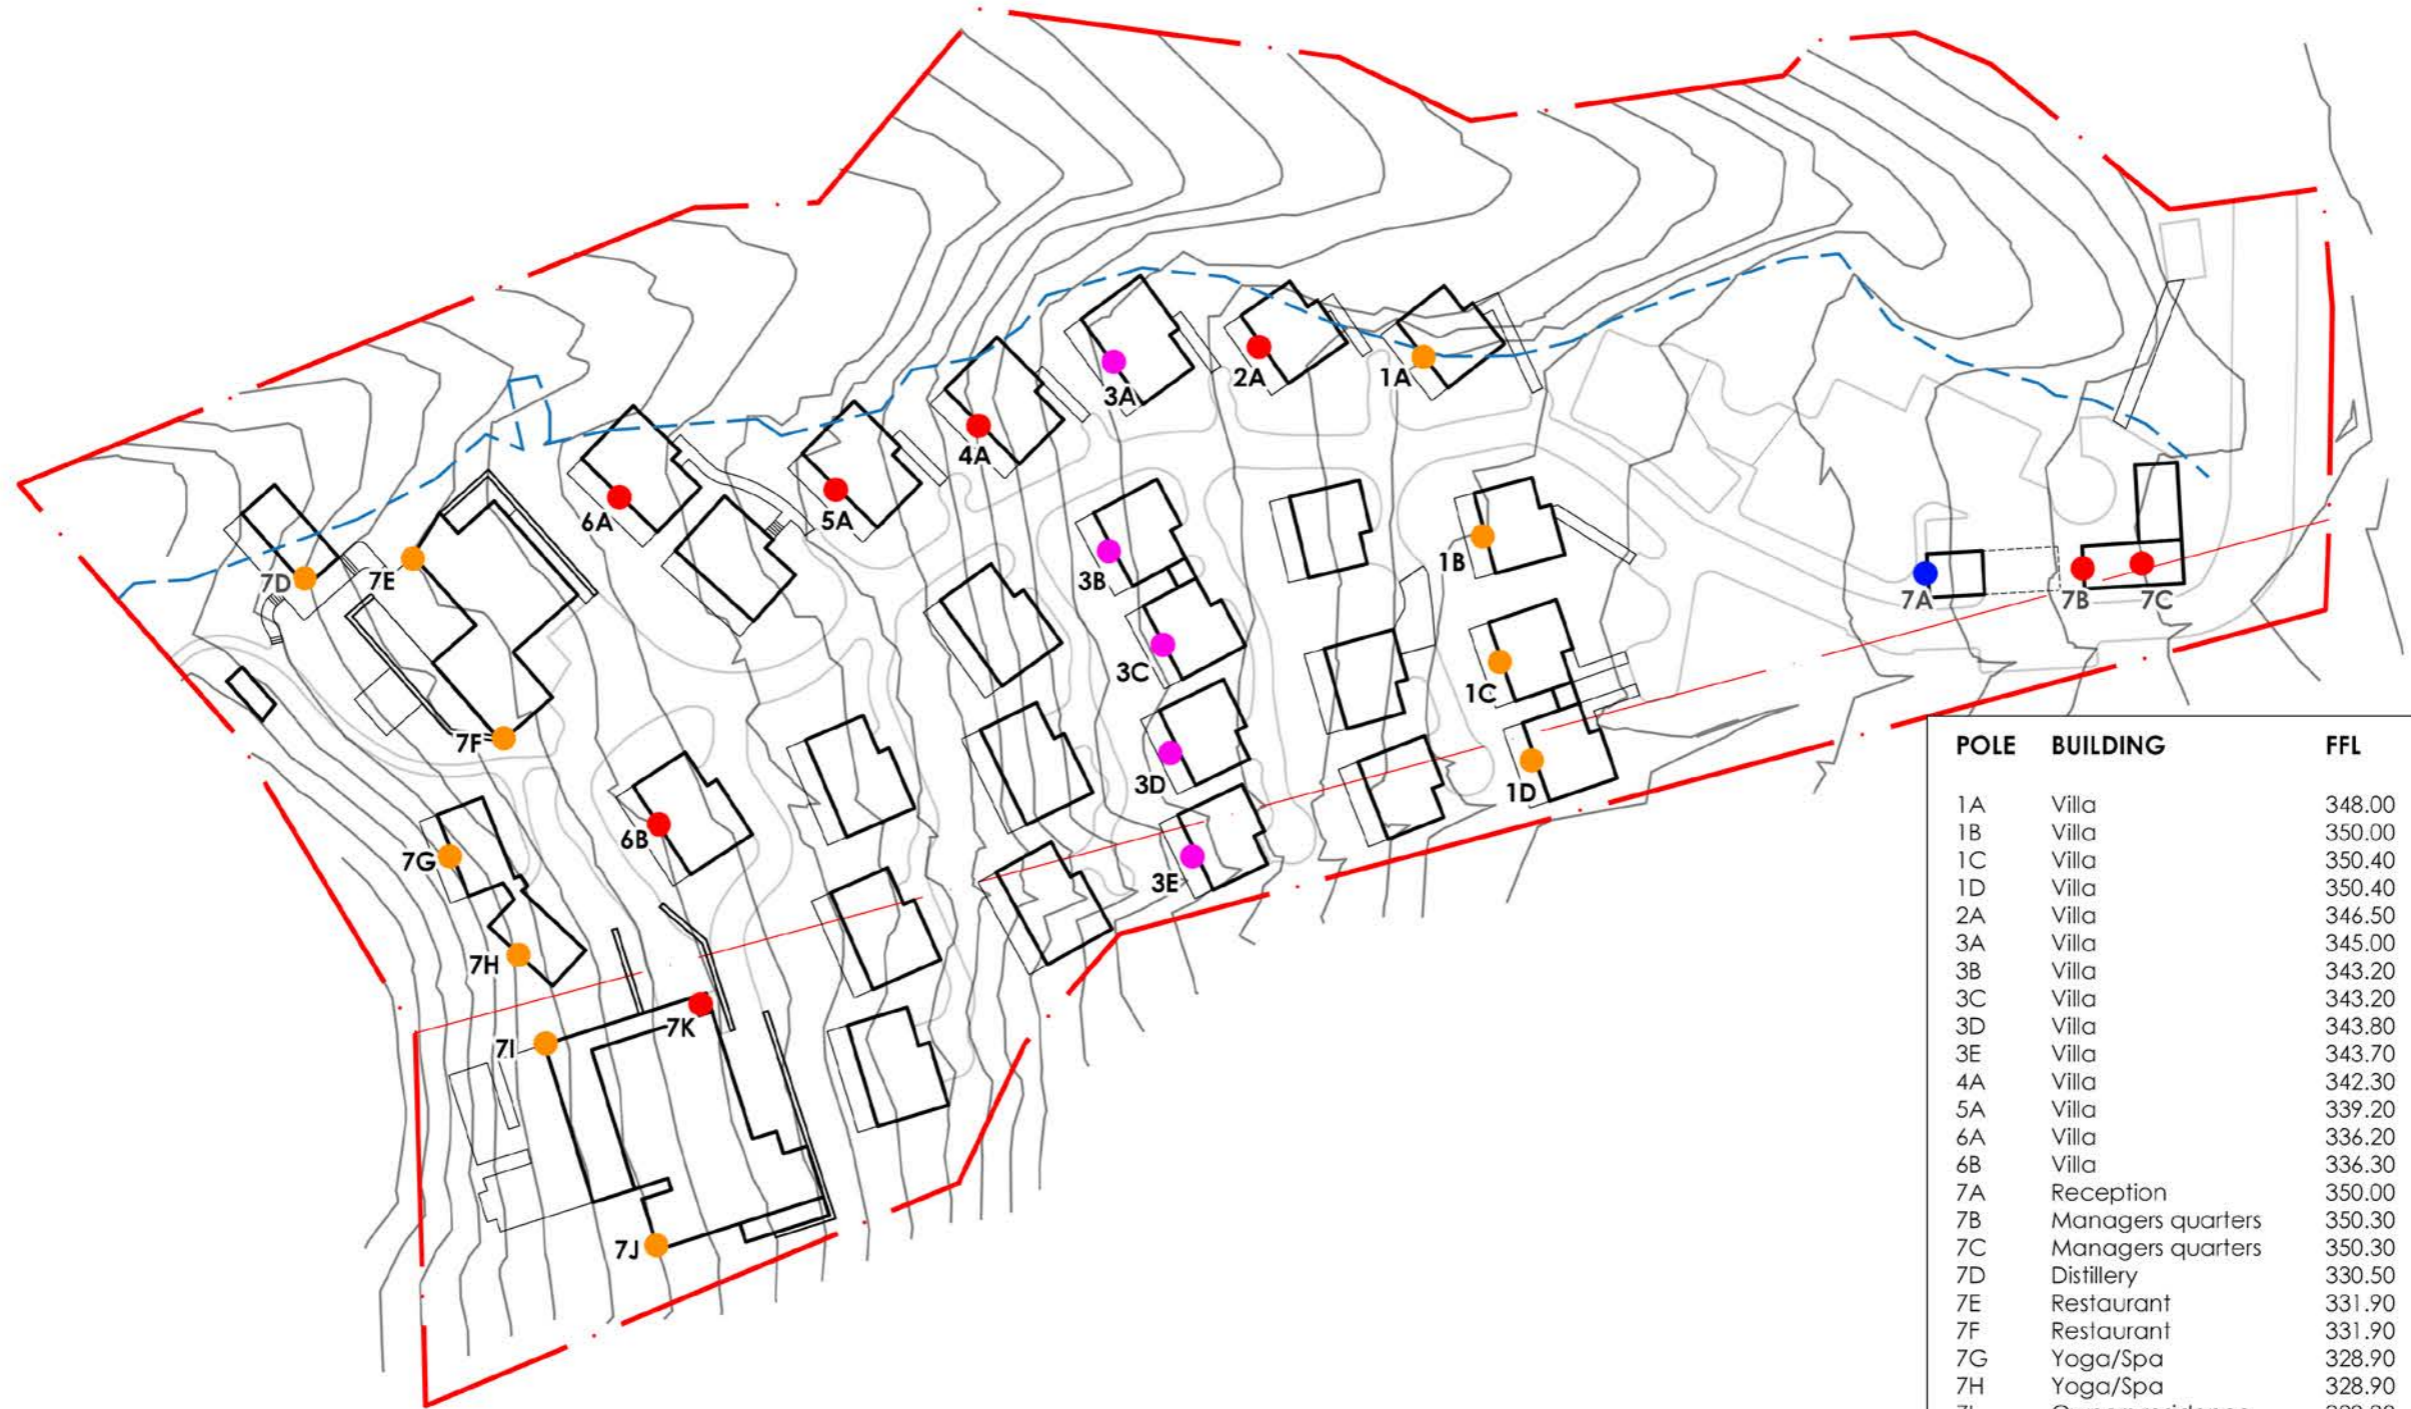 3A
2A
1A
4A
6A
5A
1B
3B
7D
7E
7A
7B
7C
3C
1C
7F
3D
1D
6B
7G
3E
7H
7K
7I
7J
POLE BUILDING FFL
1A Villa 348.00
1B Villa 350.00
1C Villa 350.40
1D Villa 350.40
2A Villa 346.50
3A Villa 345.00
3B Villa 343.20
3C Villa 343.20
3D Villa 343.80
3E Villa 343.70
4A Villa 342.30
5A Villa 339.20
6A Villa 336.20
6B Villa 336.30
7A Reception 350.00
7B Managers quarters 350.30
7C Managers quarters 350.30
7D Distillery 330.50
7E Restaurant 331.90
7F Restaurant 331.90
7G Yoga/Spa 328.90
7H Yoga/Spa 328.90